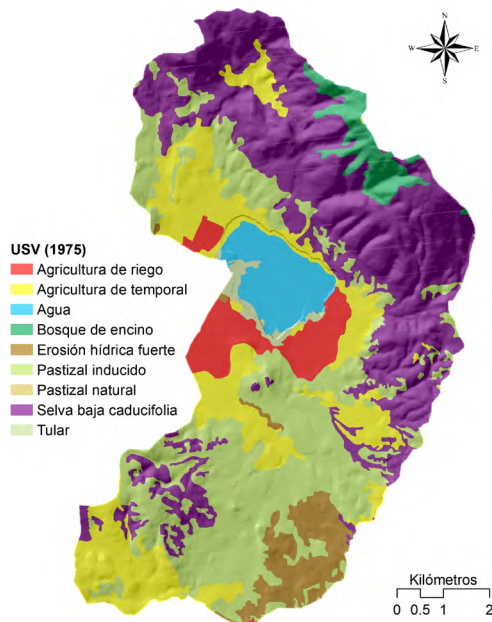 N
W E
S
USV (1975)
Agricultura de riego
Agricultura de temporal
Agua
Bosque de encino
Erosión hídrica fuerte
Pastizal inducido
Pastizal natural
Selva baja caducifolia
Tular
Kilómetros
0 0.5 1 2